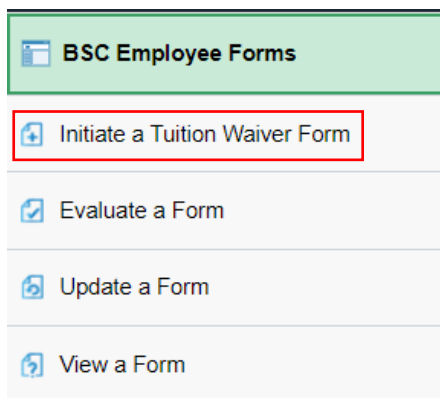 BSC Employee Forms
Initiate a Tuition Waiver Form
Evaluate a Form
Update a Form
View a Form